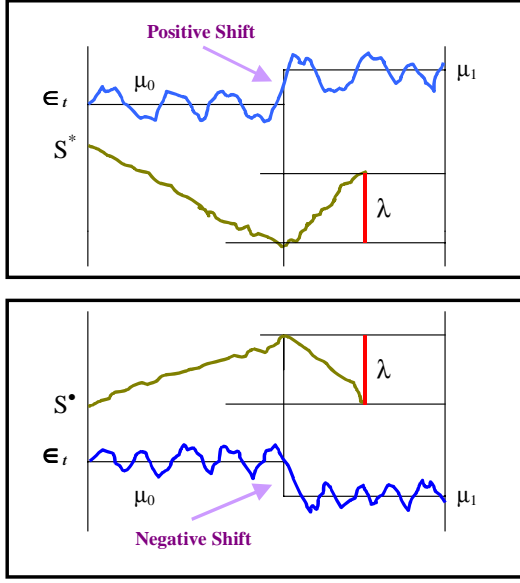 Positive Shift
μ₀
μ₁
ϵ t
S*
λ
λ
S•
ϵ t
μ₀
μ₁
Negative Shift